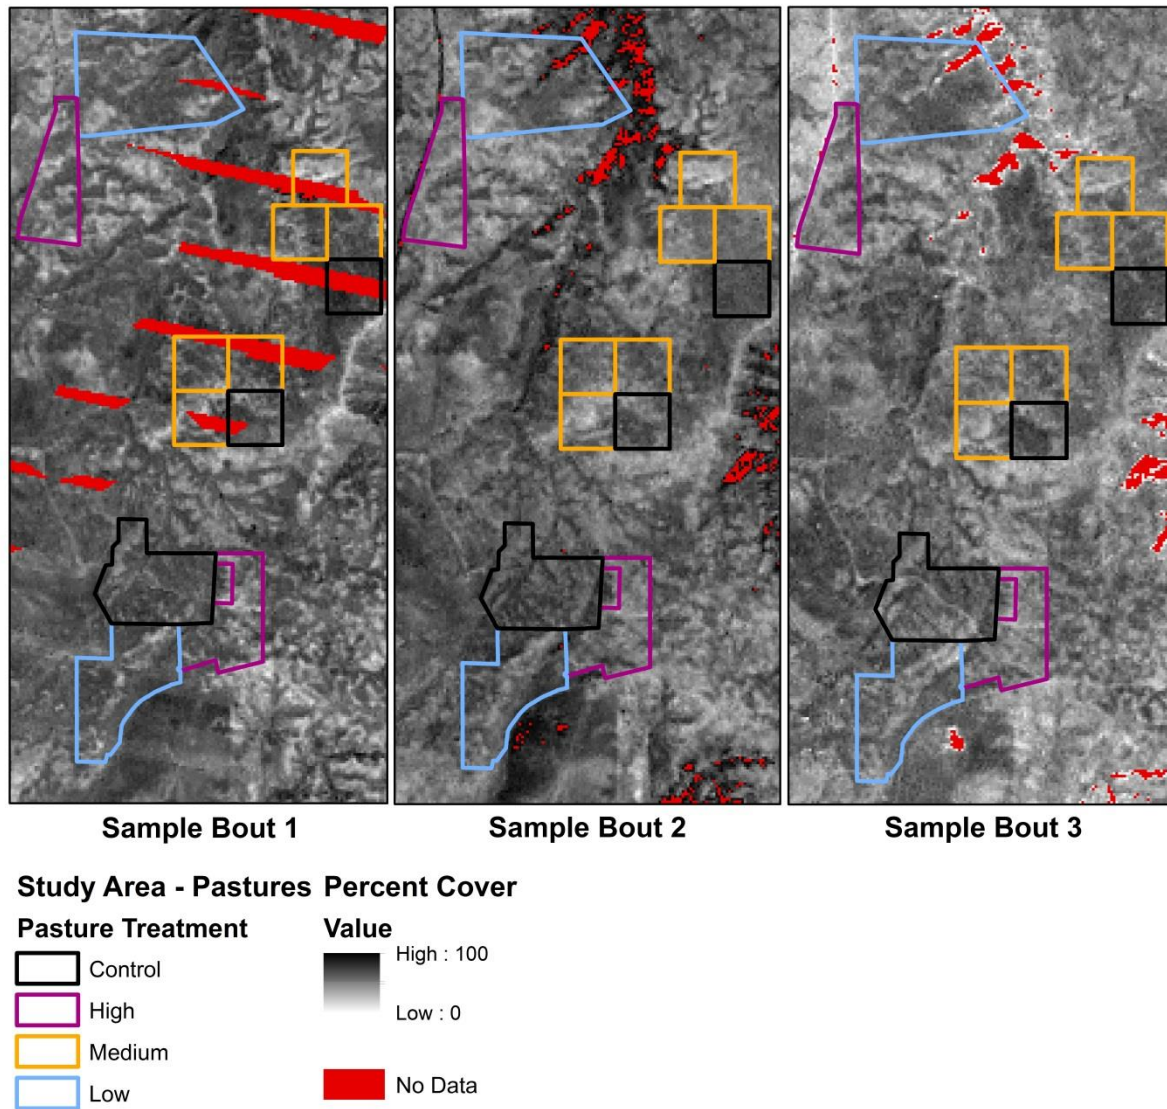 Sample Bout 1
Sample Bout 2
Sample Bout 3
Study Area - Pastures
Pasture Treatment
Control
High
Medium
Low
Percent Cover
Value
High : 100
Low : 0
No Data